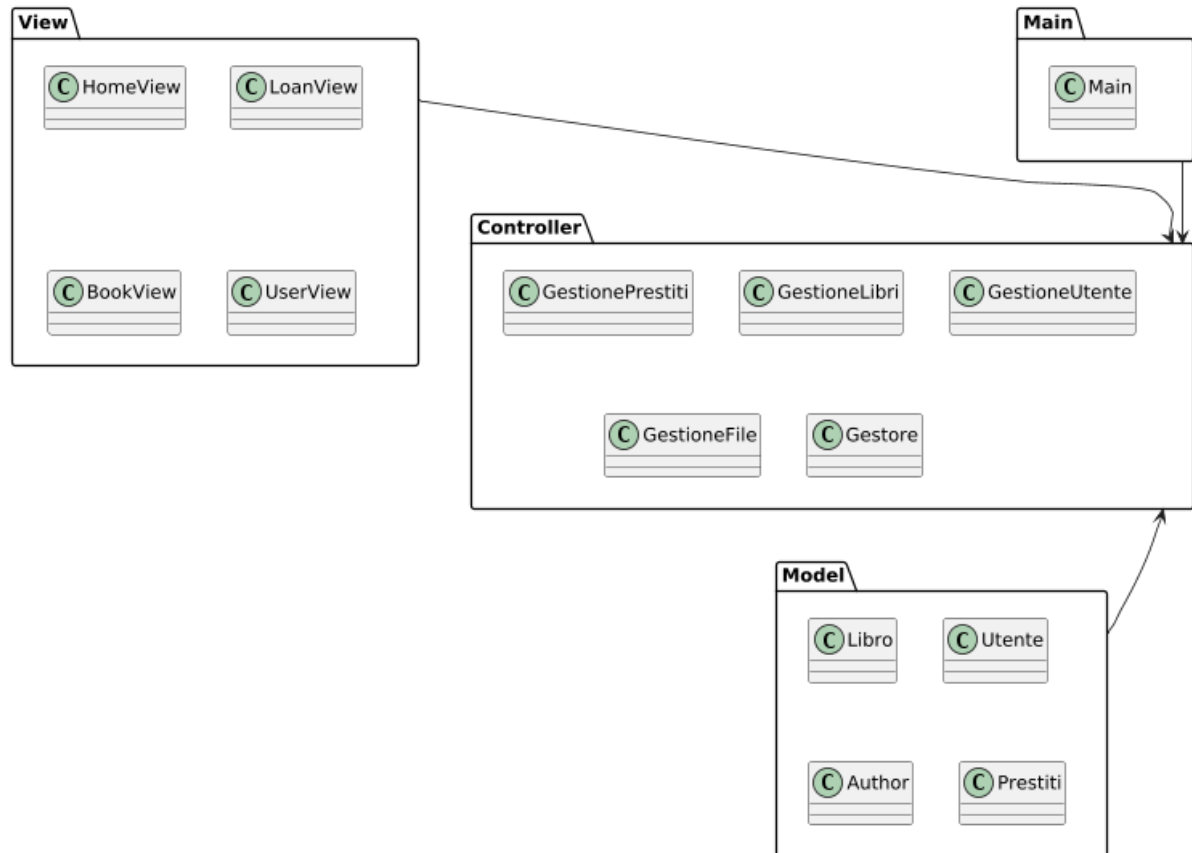 View
HomeView
LoanView
BookView
UserView
Main
Main
Controller
GestionePrestiti
GestioneLibri
GestioneUtente
GestioneFile
Gestore
Model
Libro
Utente
Author
Prestiti